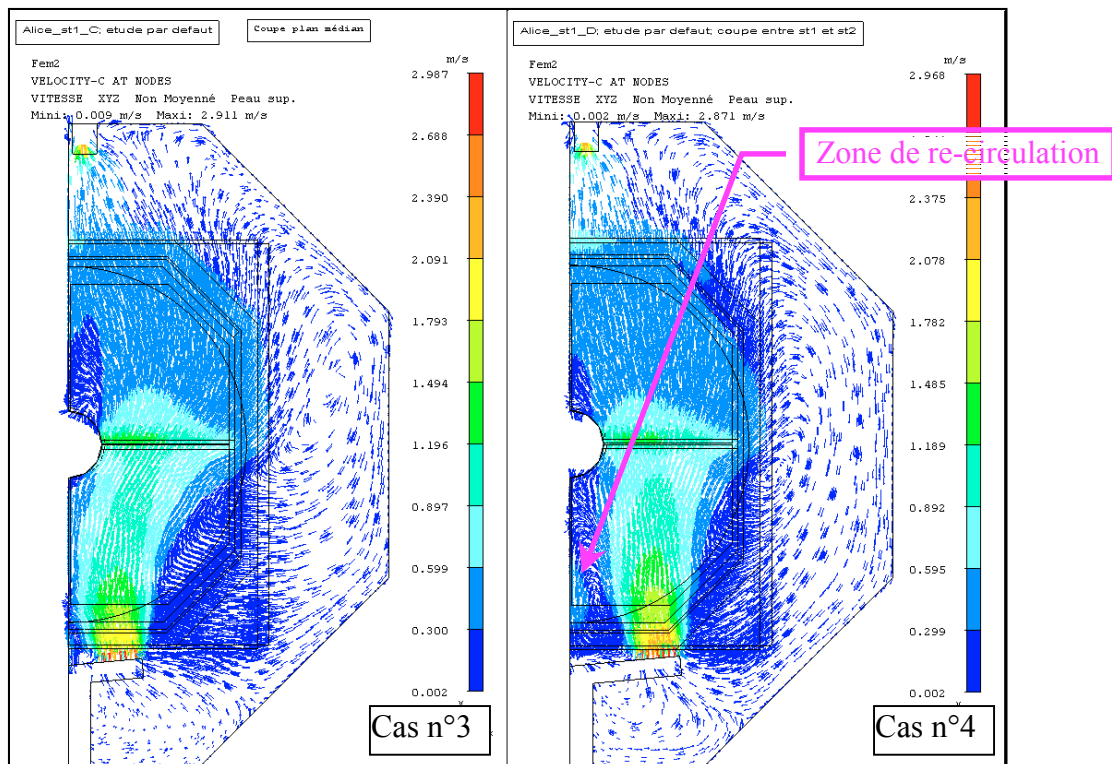 Alice_st1_C; etude par defaut
Coupe plan médian
Fem2
VELOCITY-C AT NODES
VITESSE XYZ Non Moyenné Peau sup.
Mini: 0.009 m/s Maxi: 2.911 m/s
m/s
2.987
2.688
2.390
2.091
1.793
1.494
1.196
0.897
0.599
0.300
0.002
Cas n°3
Alice_st1_D; etude par defaut; coupe entre st1 et st2
Fem2
VELOCITY-C AT NODES
VITESSE XYZ Non Moyenné Peau sup.
Mini: 0.002 m/s Maxi: 2.871 m/s
m/s
2.968
Zone de re-circulation
2.375
2.078
1.782
1.485
1.189
0.892
0.595
0.299
0.002
Cas n°4